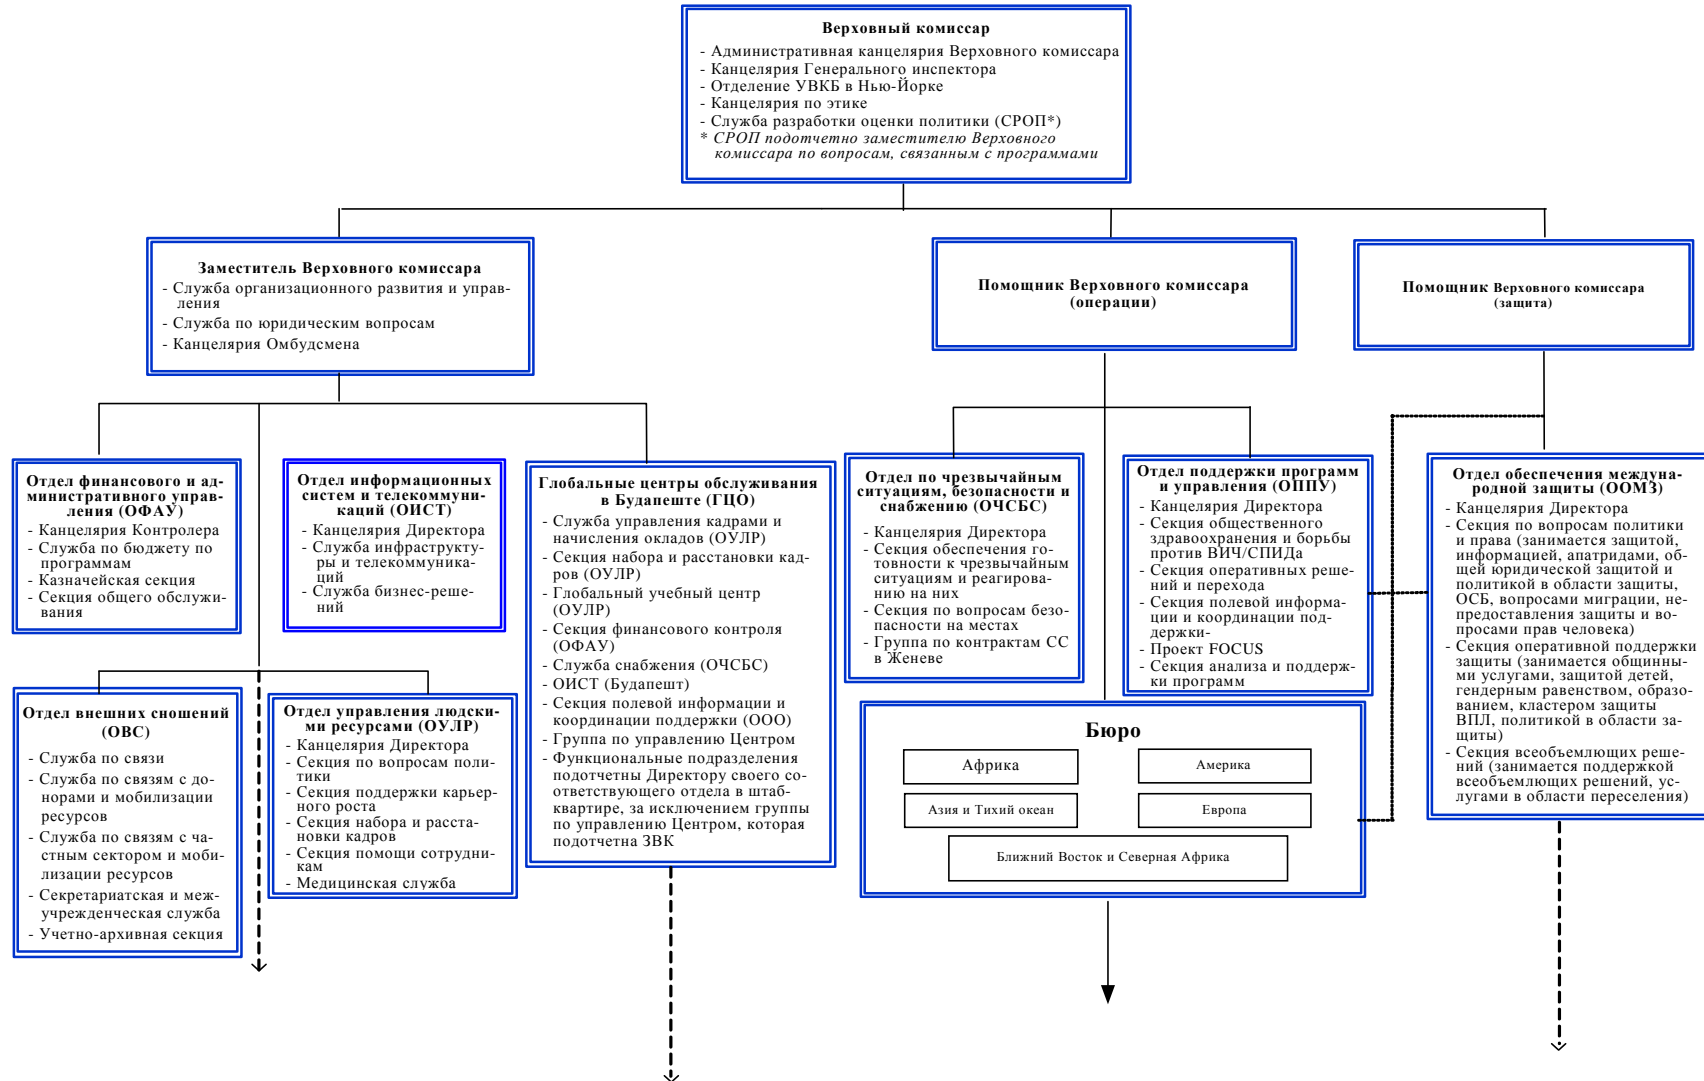 Верховный комиссар
- Административная канцелярия Верховного комиссара
- Канцелярия Генерального инспектора
- Отделение УВКБ в Нью-Йорке
- Канцелярия по этике
- Служба разработки оценки политики (СРОП*)
* СРОП подотчетно заместителю Верховного
комиссара по вопросам, связанным с программами
Заместитель Верховного комиссара
- Служба организационного развития и управ-
ления
- Служба по юридическим вопросам
- Канцелярия Омбудсмена
Помощник Верховного комиссара
(операции)
Помощник Верховного комиссара
(защита)
Отдел финансового и ад-
министративного управ-
ления (ОФАУ)
- Канцелярия Контролера
- Служба по бюджету по
программам
- Казначейская секция
- Секция общего обслужи-
вания
Отдел информационных
систем и телекоммуни-
каций (ОИСТ)
- Канцелярия Директора
- Служба инфраструкту-
ры и телекоммуника-
ций
- Служба бизнес-реше-
ний
Глобальные центры обслуживания
в Будапеште (ГЦО)
- Служба управления кадрами и
начисления окладов (ОУЛР)
- Секция набора и расстановки кад-
ров (ОУЛР)
- Глобальный учебный центр
(ОУЛР)
- Секция финансового контроля
(ОФАУ)
- Служба снабжения (ОЧСБС)
- ОИСТ (Будапешт)
- Секция полевой информации и
координации поддержки (ООО)
- Группа по управлению Центром
- Функциональные подразделения
подотчетны Директору своего со-
ответствующего отдела в штаб-
квартире, за исключением группы
по управлению Центром, которая
подотчетна ЗВК
Отдел по чрезвычайным
ситуациям, безопасности и
снабжению (ОЧСБС)
- Канцелярия Директора
- Секция обеспечения го-
товности к чрезвычайным
ситуациям и реагирова-
нию на них
- Секция по вопросам безо-
пасности на местах
- Группа по контрактам СС
в Женеве
Отдел поддержки программ
и управления (ОППУ)
- Канцелярия Директора
- Секция общественного
здравоохранения и борьбы
против ВИЧ/СПИДа
- Секция оперативных реше-
ний и перехода
- Секция полевой информа-
ции и координации под-
держки-
- Проект FOCUS
- Секция анализа и поддерж-
ки программ
Отдел обеспечения междуна-
родной защиты (ООМЗ)
- Канцелярия Директора
- Секция по вопросам политики
и права (занимается защитой,
информацией, апатридами, об-
щей юридической защитой и
политикой в области защиты,
ОСБ, вопросами миграции, не-
предоставления защиты и во-
просами прав человека)
- Секция оперативной поддержки
защиты (занимается общинны-
ми услугами, защитой детей,
гендерным равенством, образо-
ванием, кластером защиты
ВПЛ, политикой в области за-
щиты)
- Секция всеобъемлющих реше-
ний (занимается поддержкой
всеобъемлющих решений, ус-
лугами в области переселения)
Отдел внешних сношений
(ОВС)
- Служба по связи
- Служба по связям с до-
норами и мобилизации
ресурсов
- Служба по связям с ча-
стным сектором и моби-
лизации ресурсов
- Секретариатская и меж-
учрежденческая служба
- Учетно-архивная секция
Отдел управления людски-
ми ресурсами (ОУЛР)
- Канцелярия Директора
- Секция по вопросам поли-
тики
- Секция поддержки карьер-
ного роста
- Секция набора и расста-
новки кадров
- Секция помощи сотрудни-
кам
- Медицинская служба
Бюро
Африка
Америка
Азия и Тихий океан
Европа
Ближний Восток и Северная Африка